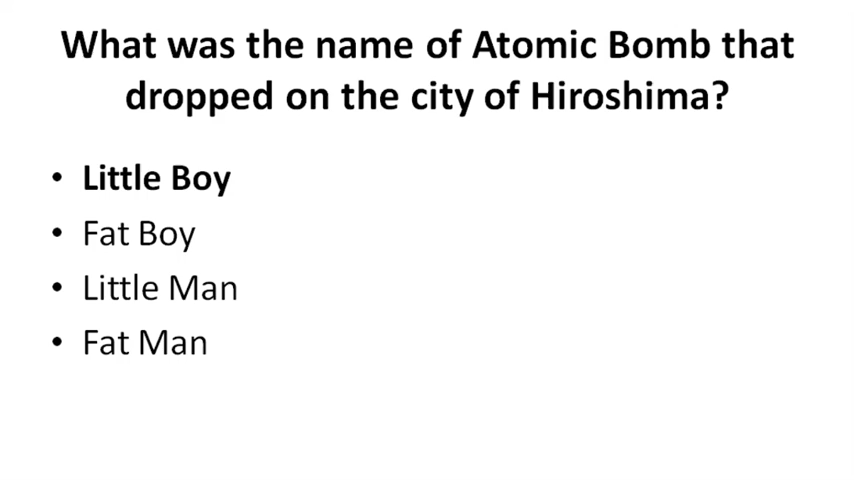 What was the name of Atomic Bomb that
dropped on the city of Hiroshima?
• Little Boy
• Fat Boy
• Little Man
• Fat Man